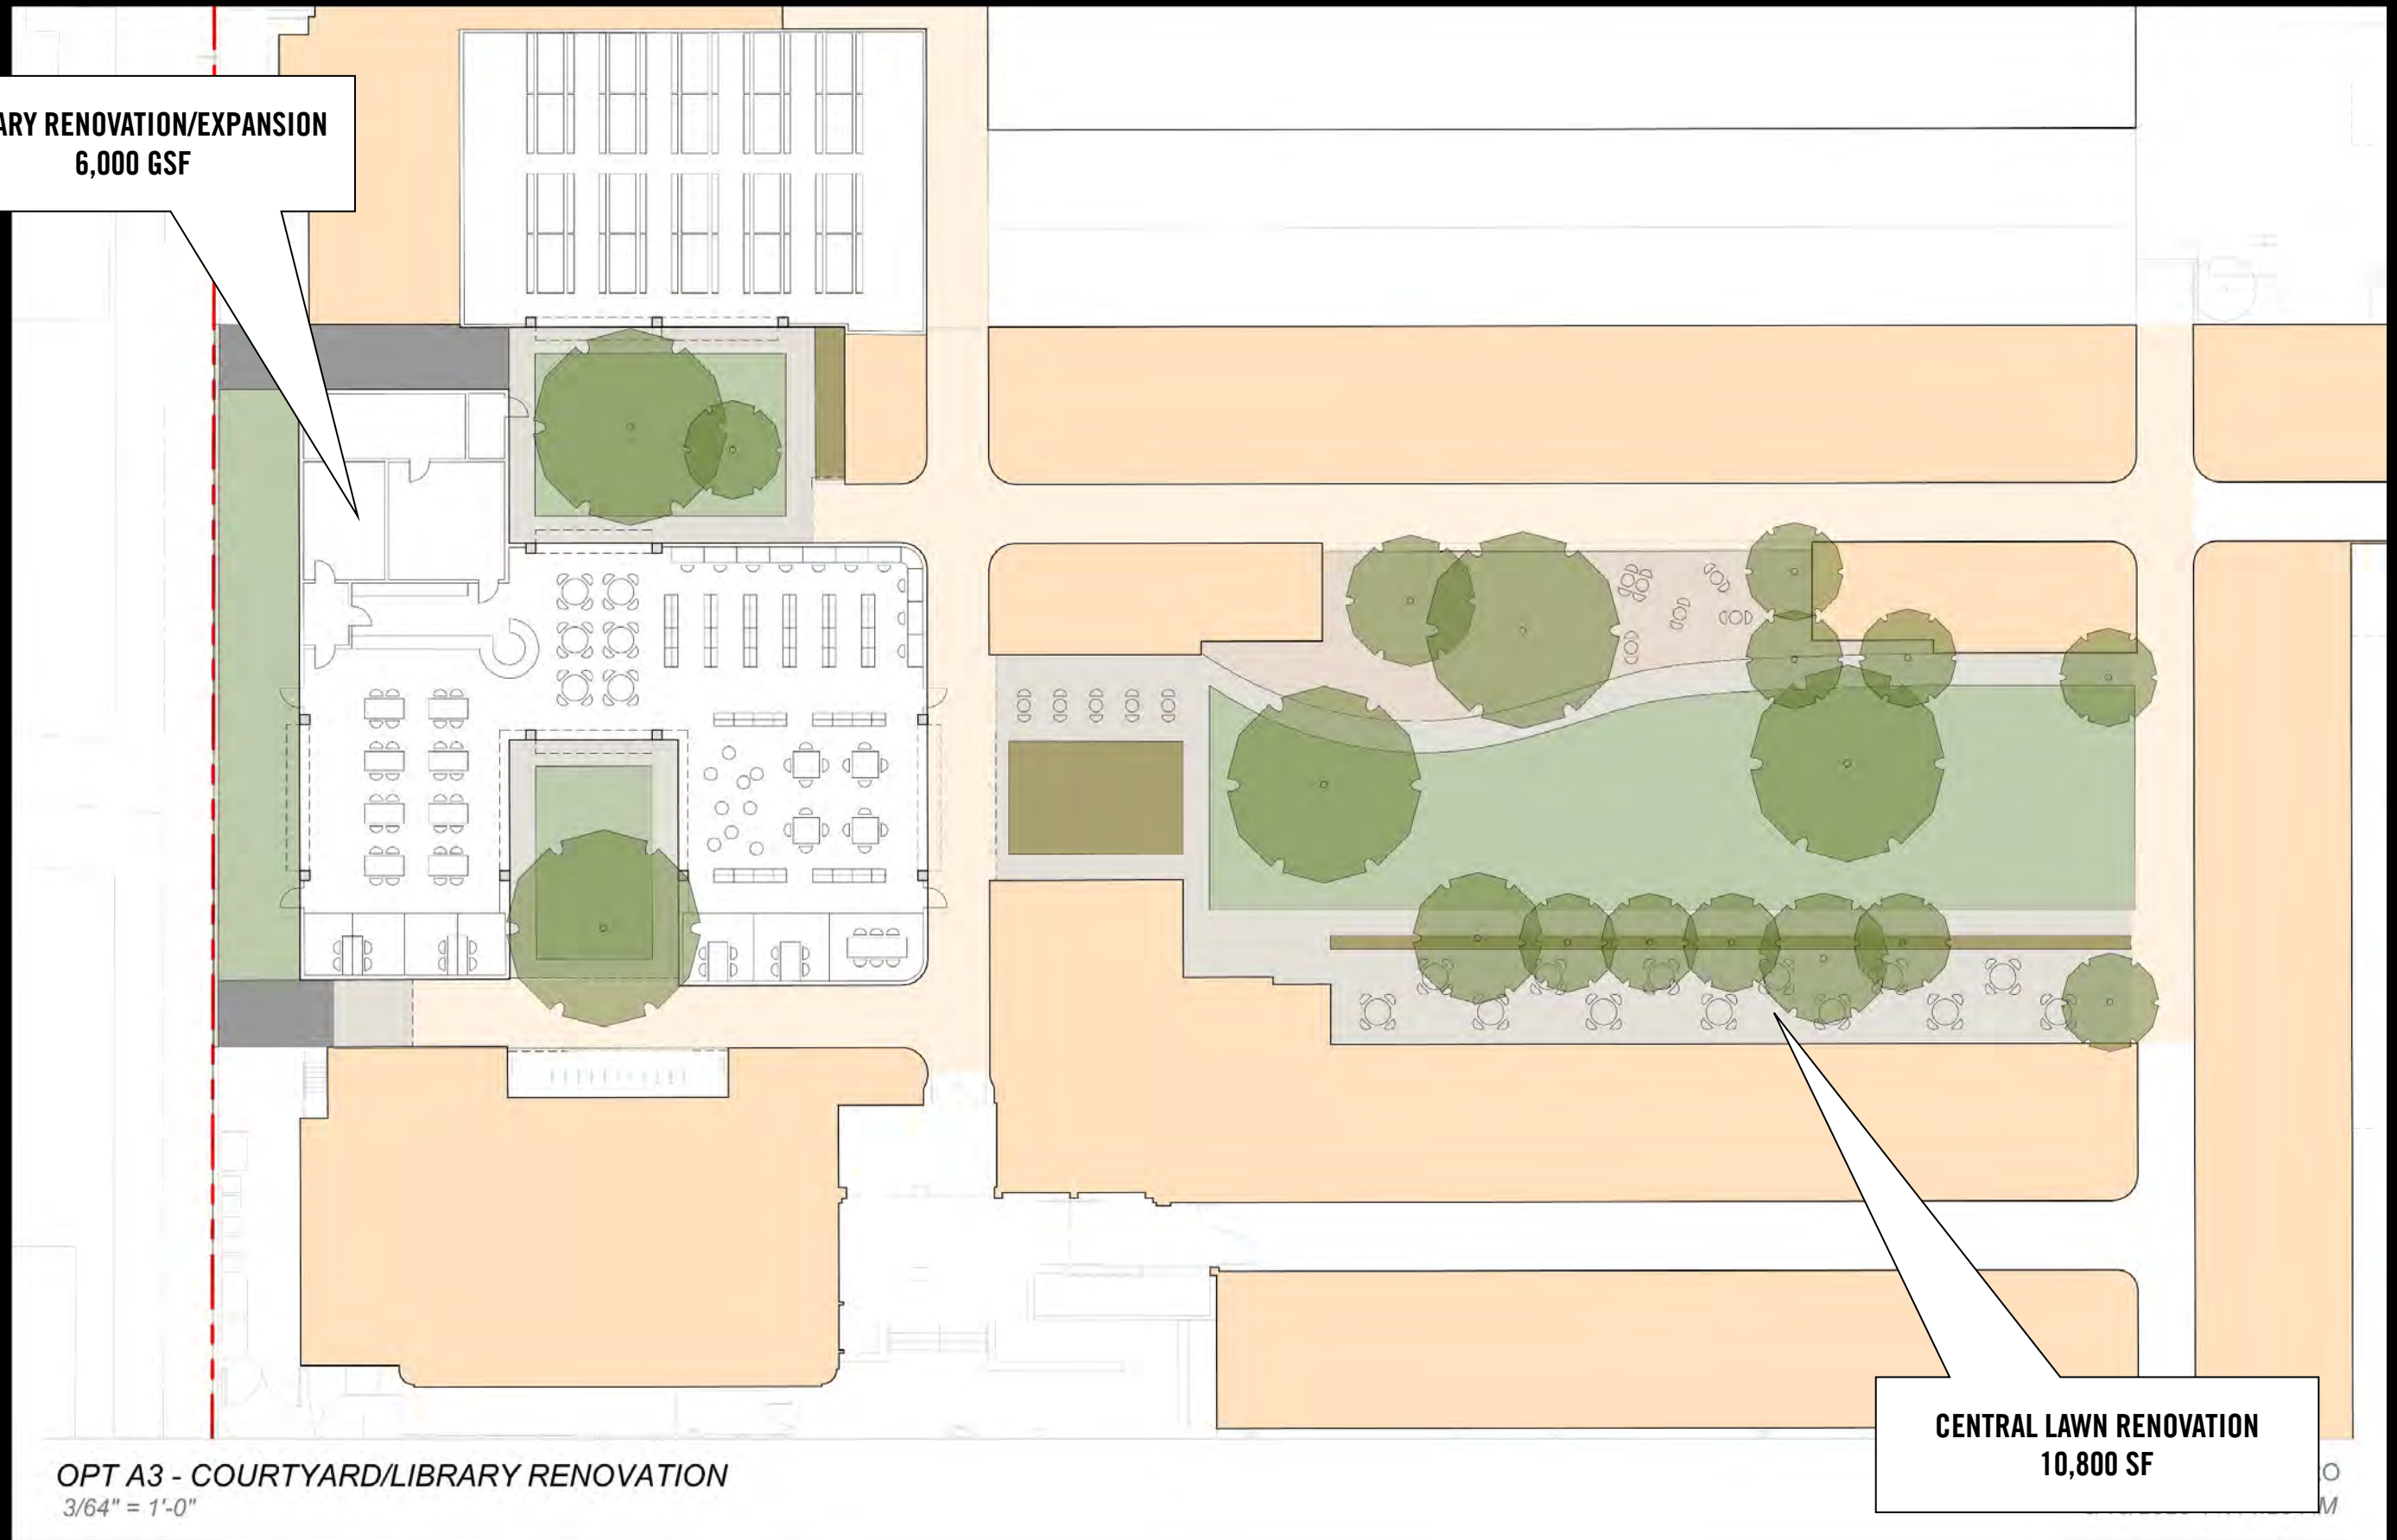 ARY RENOVATION/EXPANSION
6,000 GSF
CENTRAL LAWN RENOVATION
10,800 SF
OPT A3 - COURTYARD/LIBRARY RENOVATION
3/64" = 1'-0"